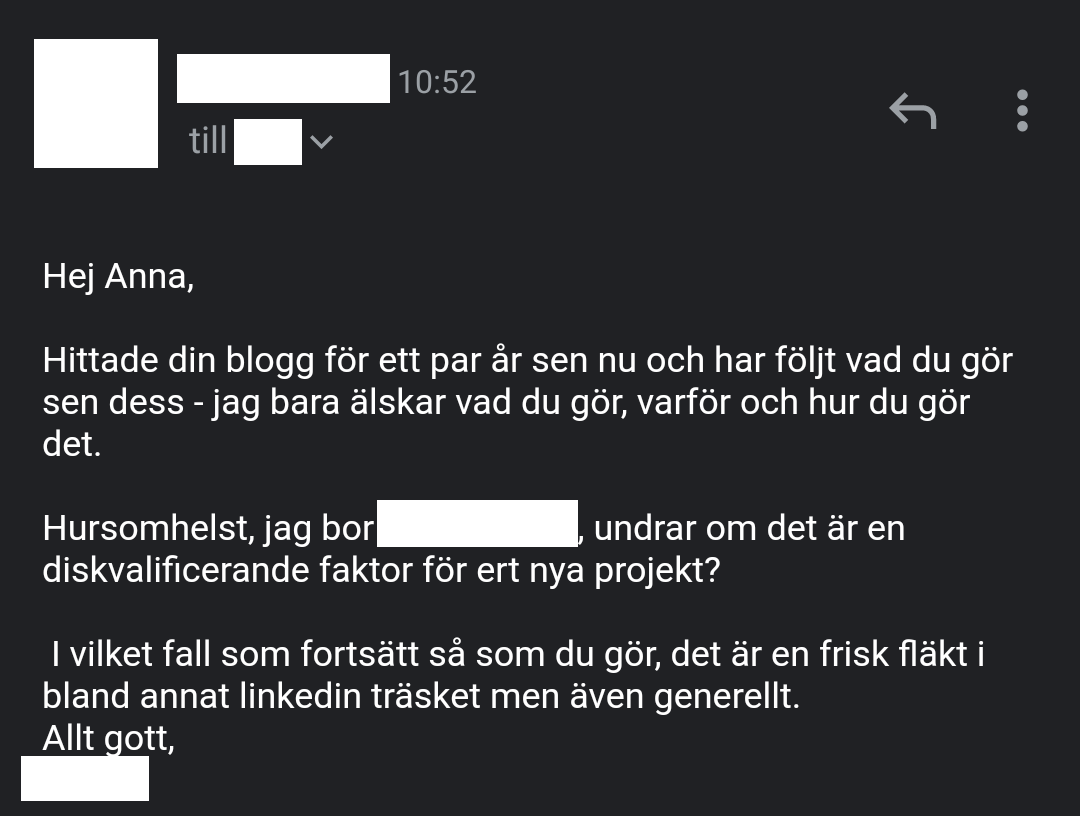 10:52
till
Hej Anna,
Hittade din blogg för ett par år sen nu och har följt vad du gör
sen dess - jag bara älskar vad du gör, varför och hur du gör
det.
Hursomhelst, jag bor , undrar om det är en
diskvalificerande faktor för ert nya projekt?
I vilket fall som fortsätt så som du gör, det är en frisk fläkt i
bland annat linkedin träsket men även generellt.
Allt gott,